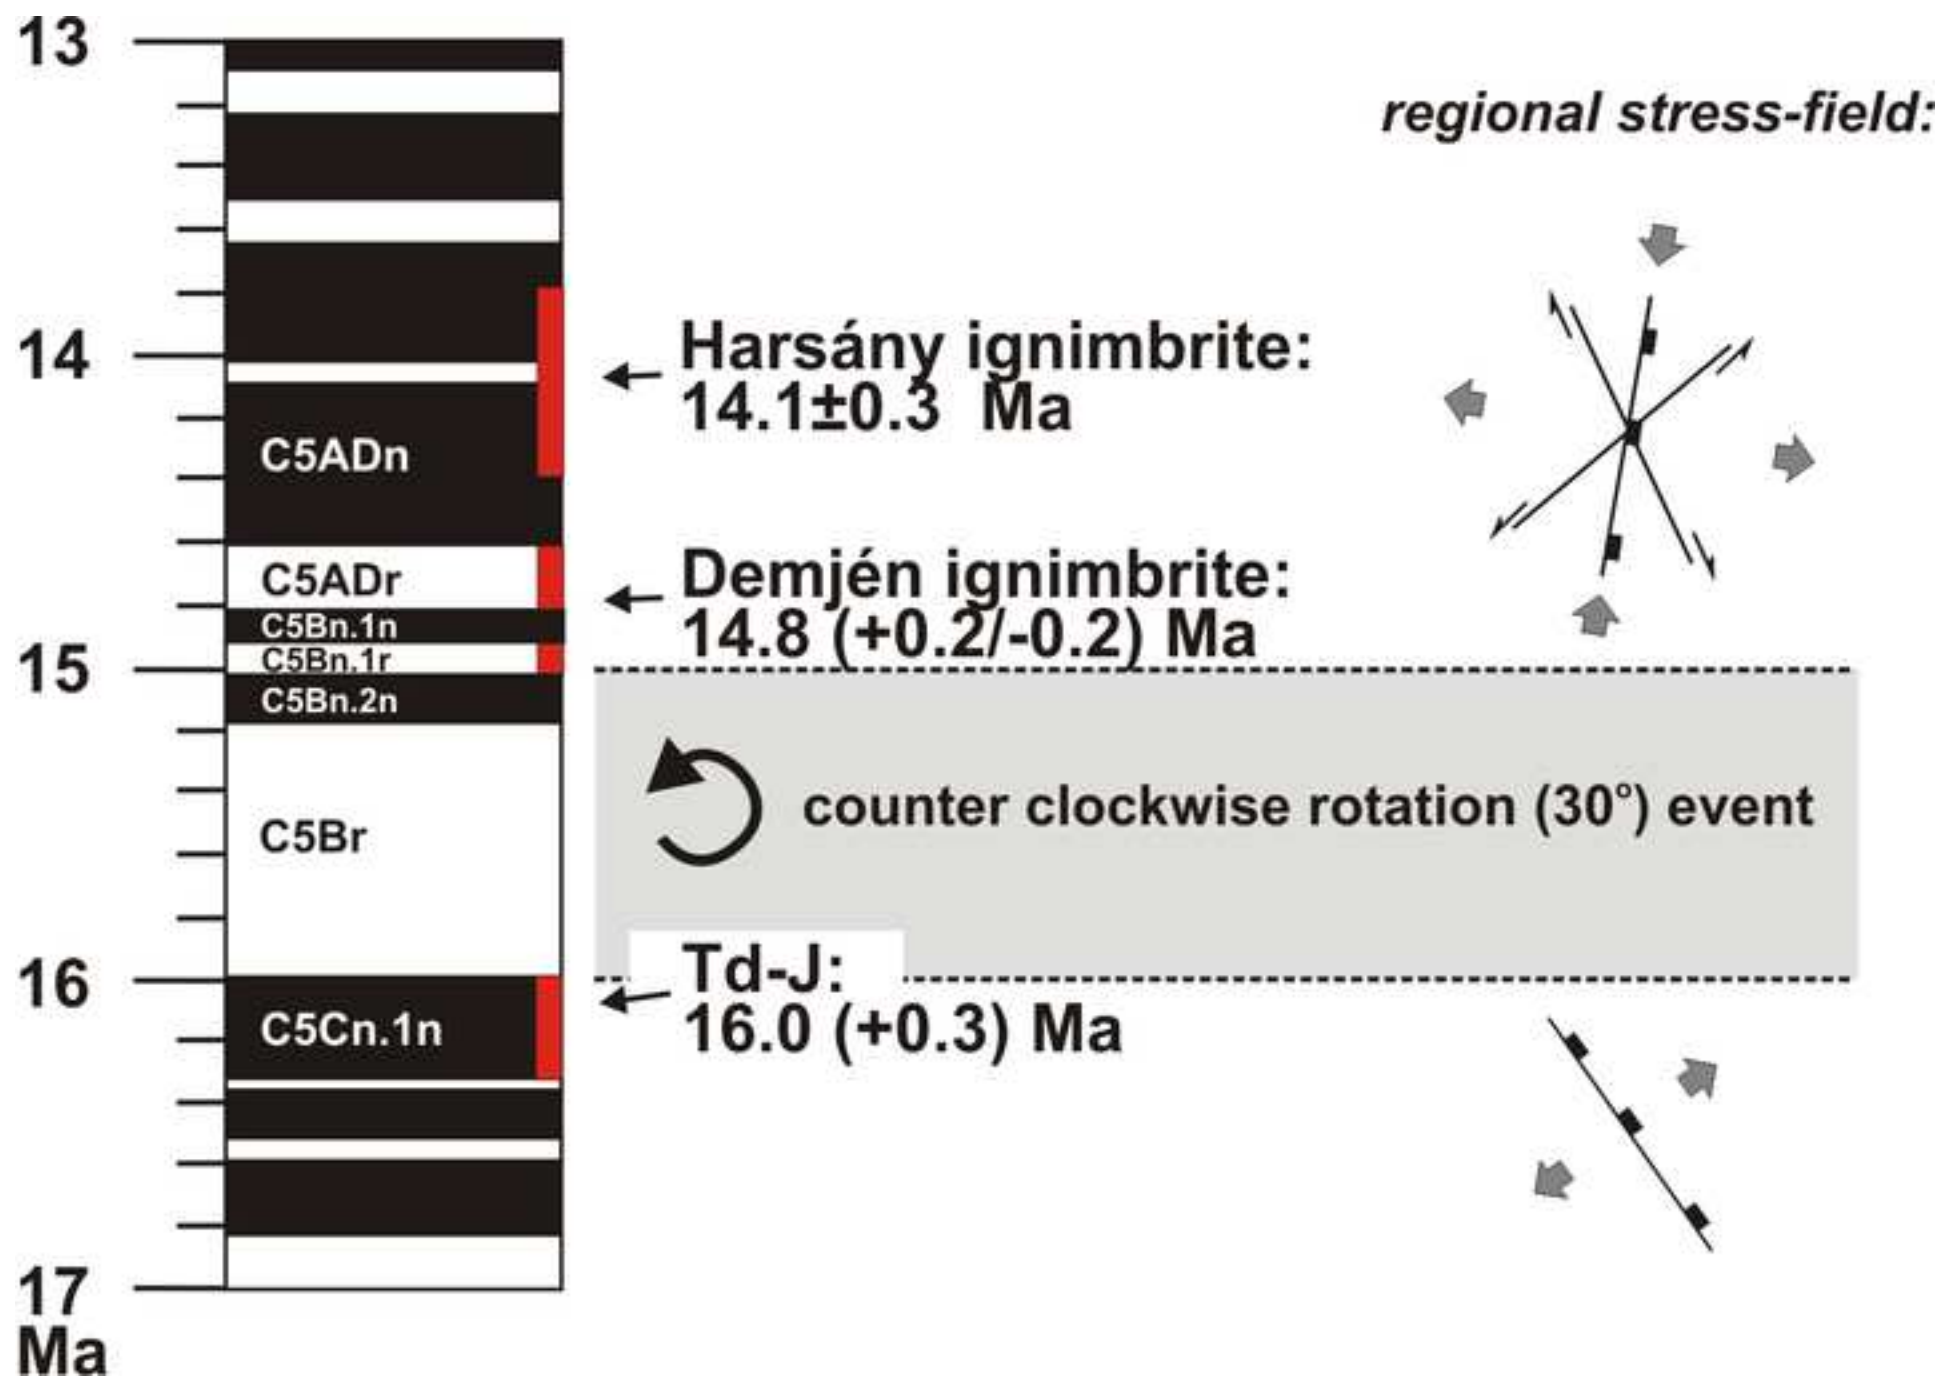 13
regional stress-field:
14
Harsány ignimbrite:
14.1±0.3 Ma
C5ADn
Demjén ignimbrite:
14.8 (+0.2/-0.2) Ma
C5ADr
C5Bn.1n
C5Bn.1r
15
C5Bn.2n
counter clockwise rotation (30°) event
C5Br
Td-J:
16.0 (+0.3) Ma
16
C5Cn.1n
17
Ma